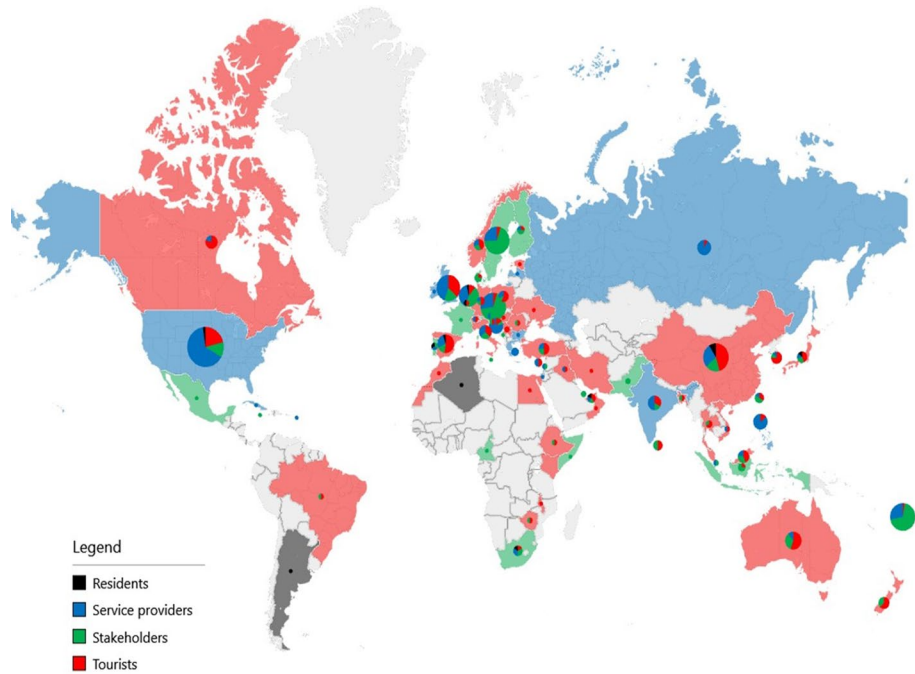 Legend
Residents
Service providers
Stakeholders
Tourists